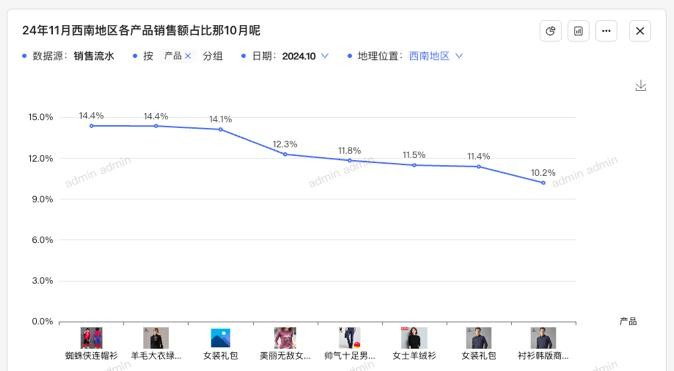 24年11月西南地区各产品销售额占比那10月呢
数据源：销售流水 按 产品 × 分组 日期：2024.10 地理位置：西南地区
15.0%
12.0%
9.0%
6.0%
3.0%
0.0%
14.4% 14.4% 14.1% 12.3% 11.8% 11.5% 11.4% 10.2%
admin admin admin admin admin admin
产品
蜘蛛侠连帽衫 羊毛大衣绿... 女装礼包 美丽无敌女... 帅气十足男... 女士羊绒衫 女装礼包 衬衫韩版商...